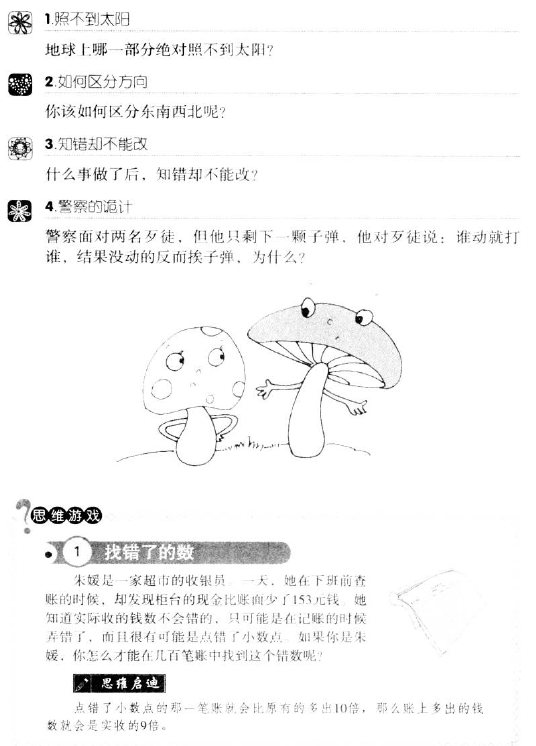 1.照不到太阳
地球上哪一部分绝对照不到太阳?
2.如何区分方向
你该如何区分东南西北呢?
3.知错却不能改
什么事做了后，知错却不能改?
4.警察的诡计
警察面对两名歹徒，但他只剩下一颗子弹，他对歹徒说：谁动就打
谁，结果没动的反而挨子弹，为什么?
?思维游戏
1 找错了的数
朱媛是一家超市的收银员。一天，她在下班前查
账的时候，却发现柜台的现金比账面少了153元钱。她
知道实际收的钱数不会错的，只可能是在记账的时候
弄错了，而且很有可能是点错了小数点。如果你是朱
媛，你怎么才能在几百笔账中找到这个错数呢?
思维启迪
点错了小数点的那一笔账就会比原有的多出10倍，那么账上多出的钱
数就会是实收的9倍。